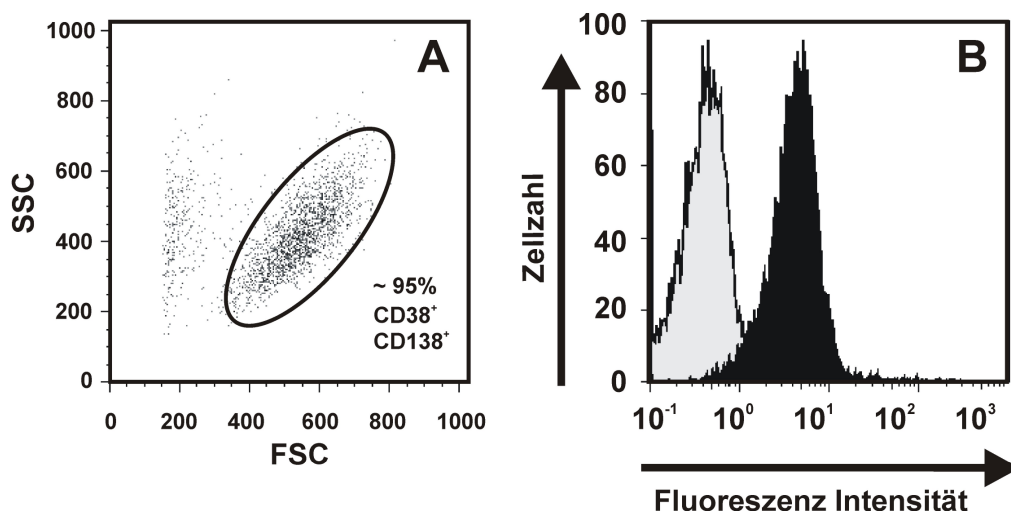 A
1000
800
600
400
200
0
SSC
0 200 400 600 800 1000
FSC
~ 95%
CD38⁺
CD138⁺
B
100
80
60
40
20
0
Zellzahl
10⁻¹ 10⁰ 10¹ 10² 10³
Fluoreszenz Intensität